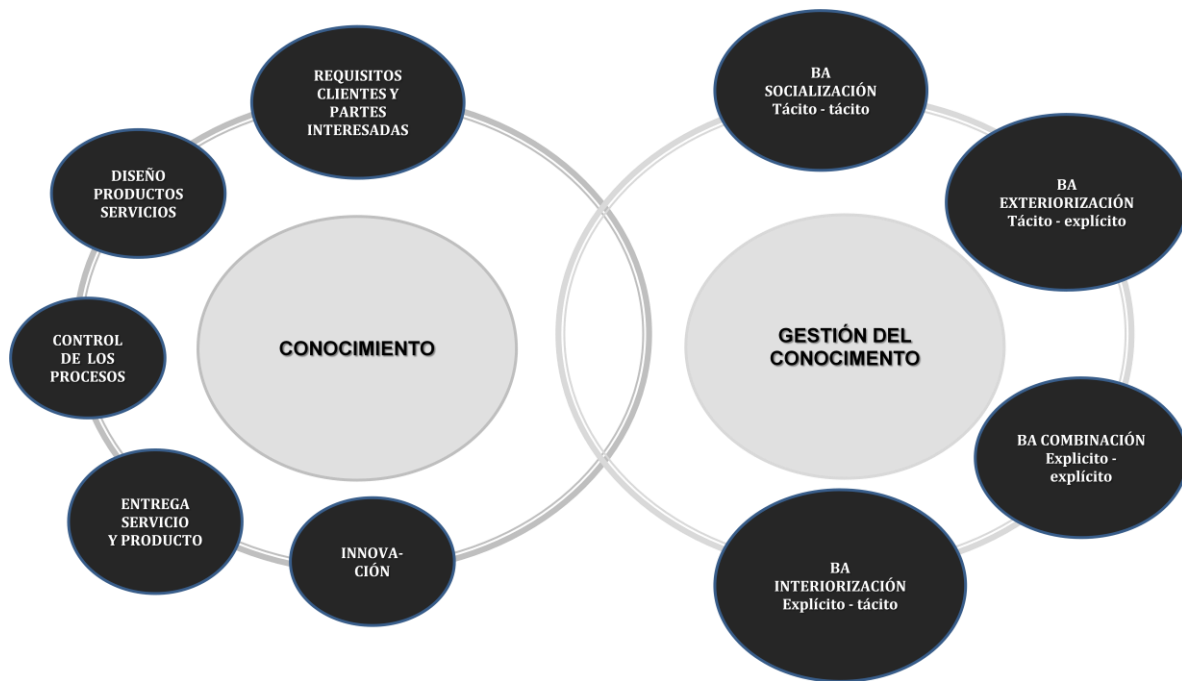 REQUISITOS
CLIENTES Y
PARTES
INTERESADAS
DISEÑO
PRODUCTOS
SERVICIOS
CONTROL
DE LOS
PROCESOS
ENTREGA
SERVICIO
Y PRODUCTO
INNOVA-
CIÓN
CONOCIMIENTO
BA
SOCIALIZACIÓN
Tácito - tácito
BA
EXTERIORIZACIÓN
Tácito - explícito
GESTIÓN DEL
CONOCIMENTO
BA COMBINACIÓN
Explicito -
explícito
BA
INTERIORIZACIÓN
Explícito - tácito